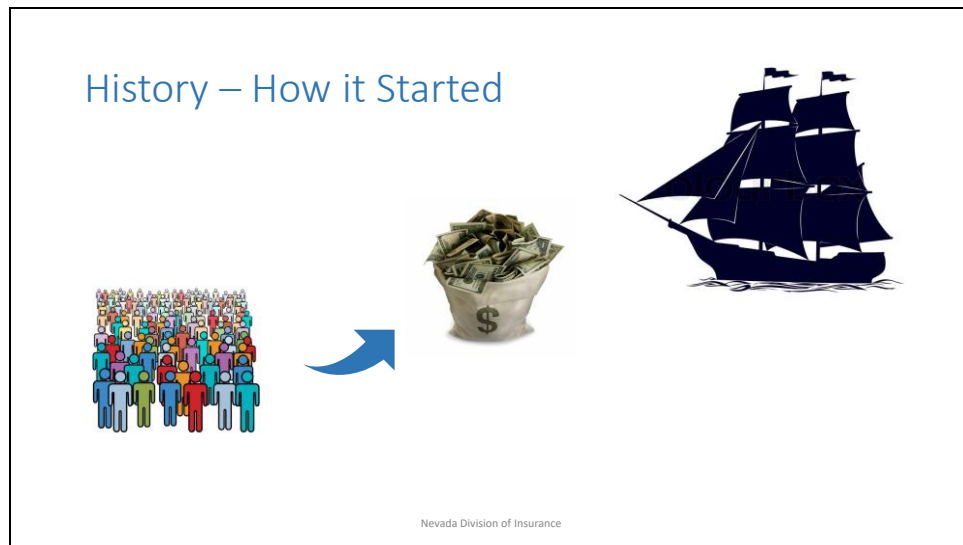 History – How it Started
$
Nevada Division of Insurance